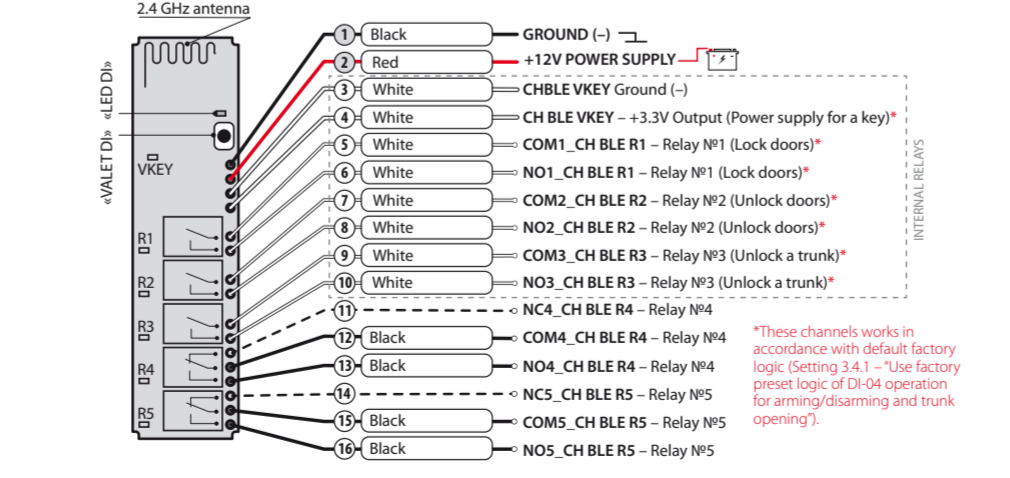 2.4 GHz antenna
«LED DI»
«VALET DI»
VKEY
R1
R2
R3
R4
R5
1 Black GROUND (–)
2 Red +12V POWER SUPPLY
3 White CHBLE VKEY Ground (–)
4 White CH BLE VKEY – +3.3V Output (Power supply for a key)*
5 White COM1_CH BLE R1 – Relay №1 (Lock doors)*
6 White NO1_CH BLE R1 – Relay №1 (Lock doors)*
7 White COM2_CH BLE R2 – Relay №2 (Unlock doors)*
8 White NO2_CH BLE R2 – Relay №2 (Unlock doors)*
9 White COM3_CH BLE R3 – Relay №3 (Unlock a trunk)*
10 White NO3_CH BLE R3 – Relay №3 (Unlock a trunk)*
11 NC4_CH BLE R4 – Relay №4
12 Black COM4_CH BLE R4 – Relay №4
13 Black NO4_CH BLE R4 – Relay №4
14 NC5_CH BLE R5 – Relay №5
15 Black COM5_CH BLE R5 – Relay №5
16 Black NO5_CH BLE R5 – Relay №5
INTERNAL RELAYS
*These channels works in
accordance with default factory
logic (Setting 3.4.1 – "Use factory
preset logic of DI-04 operation
for arming/disarming and trunk
opening").